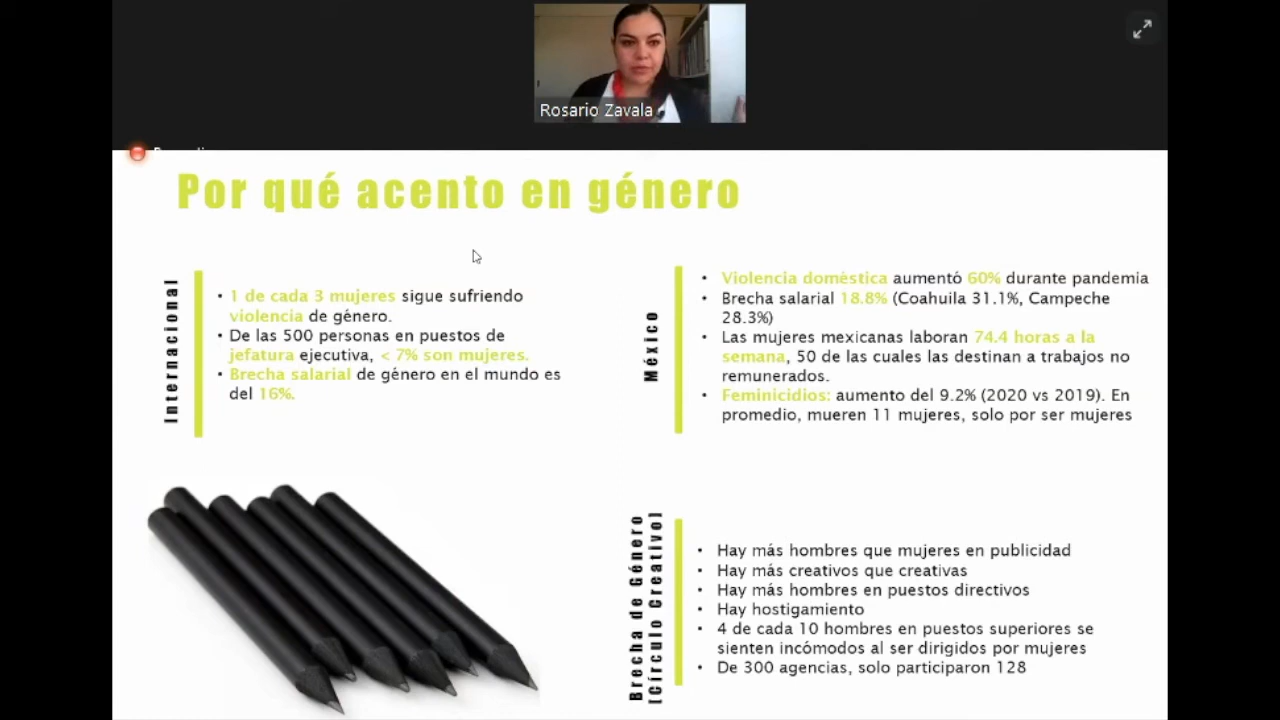 Rosario Zavala
Por qué acento en género
Internacional
• 1 de cada 3 mujeres sigue sufriendo
violencia de género.
• De las 500 personas en puestos de
jefatura ejecutiva, < 7% son mujeres.
• Brecha salarial de género en el mundo es
del 16%.
México
• Violencia doméstica aumentó 60% durante pandemia
• Brecha salarial 18.8% (Coahuila 31.1%, Campeche
28.3%)
• Las mujeres mexicanas laboran 74.4 horas a la
semana, 50 de las cuales las destinan a trabajos no
remunerados.
• Feminicidios: aumento del 9.2% (2020 vs 2019). En
promedio, mueren 11 mujeres, solo por ser mujeres
Brecha de Género
[Círculo Creativo]
• Hay más hombres que mujeres en publicidad
• Hay más creativos que creativas
• Hay más hombres en puestos directivos
• Hay hostigamiento
• 4 de cada 10 hombres en puestos superiores se
sienten incómodos al ser dirigidos por mujeres
• De 300 agencias, solo participaron 128